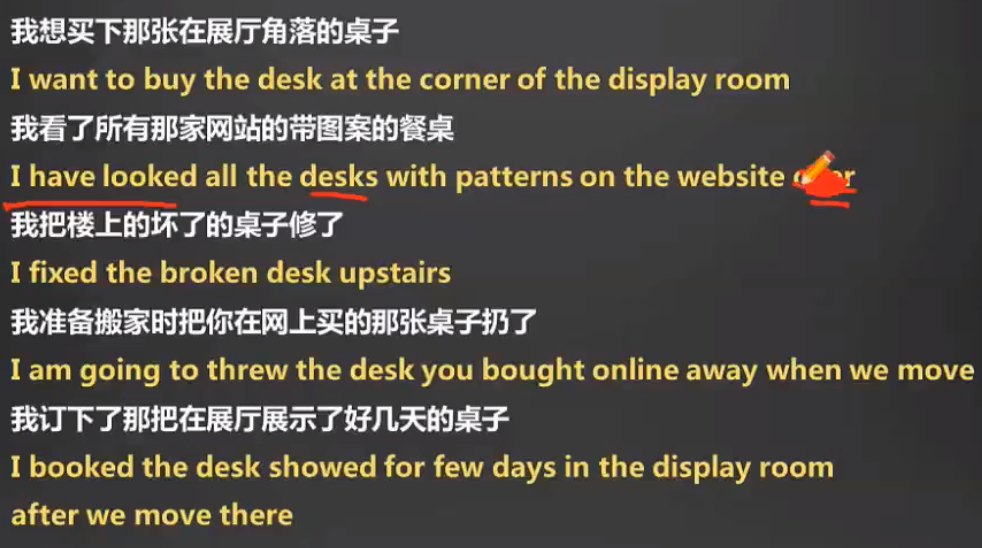 我想买下那张在展厅角落的桌子
I want to buy the desk at the corner of the display room
我看了所有那家网站的带图案的餐桌
I have looked all the desks with patterns on the website
我把楼上的坏了的桌子修了
I fixed the broken desk upstairs
我准备搬家时把你在网上买的那张桌子扔了
I am going to threw the desk you bought online away when we move
我订下了那把在展厅展示了好几天的桌子
I booked the desk showed for few days in the display room
after we move there